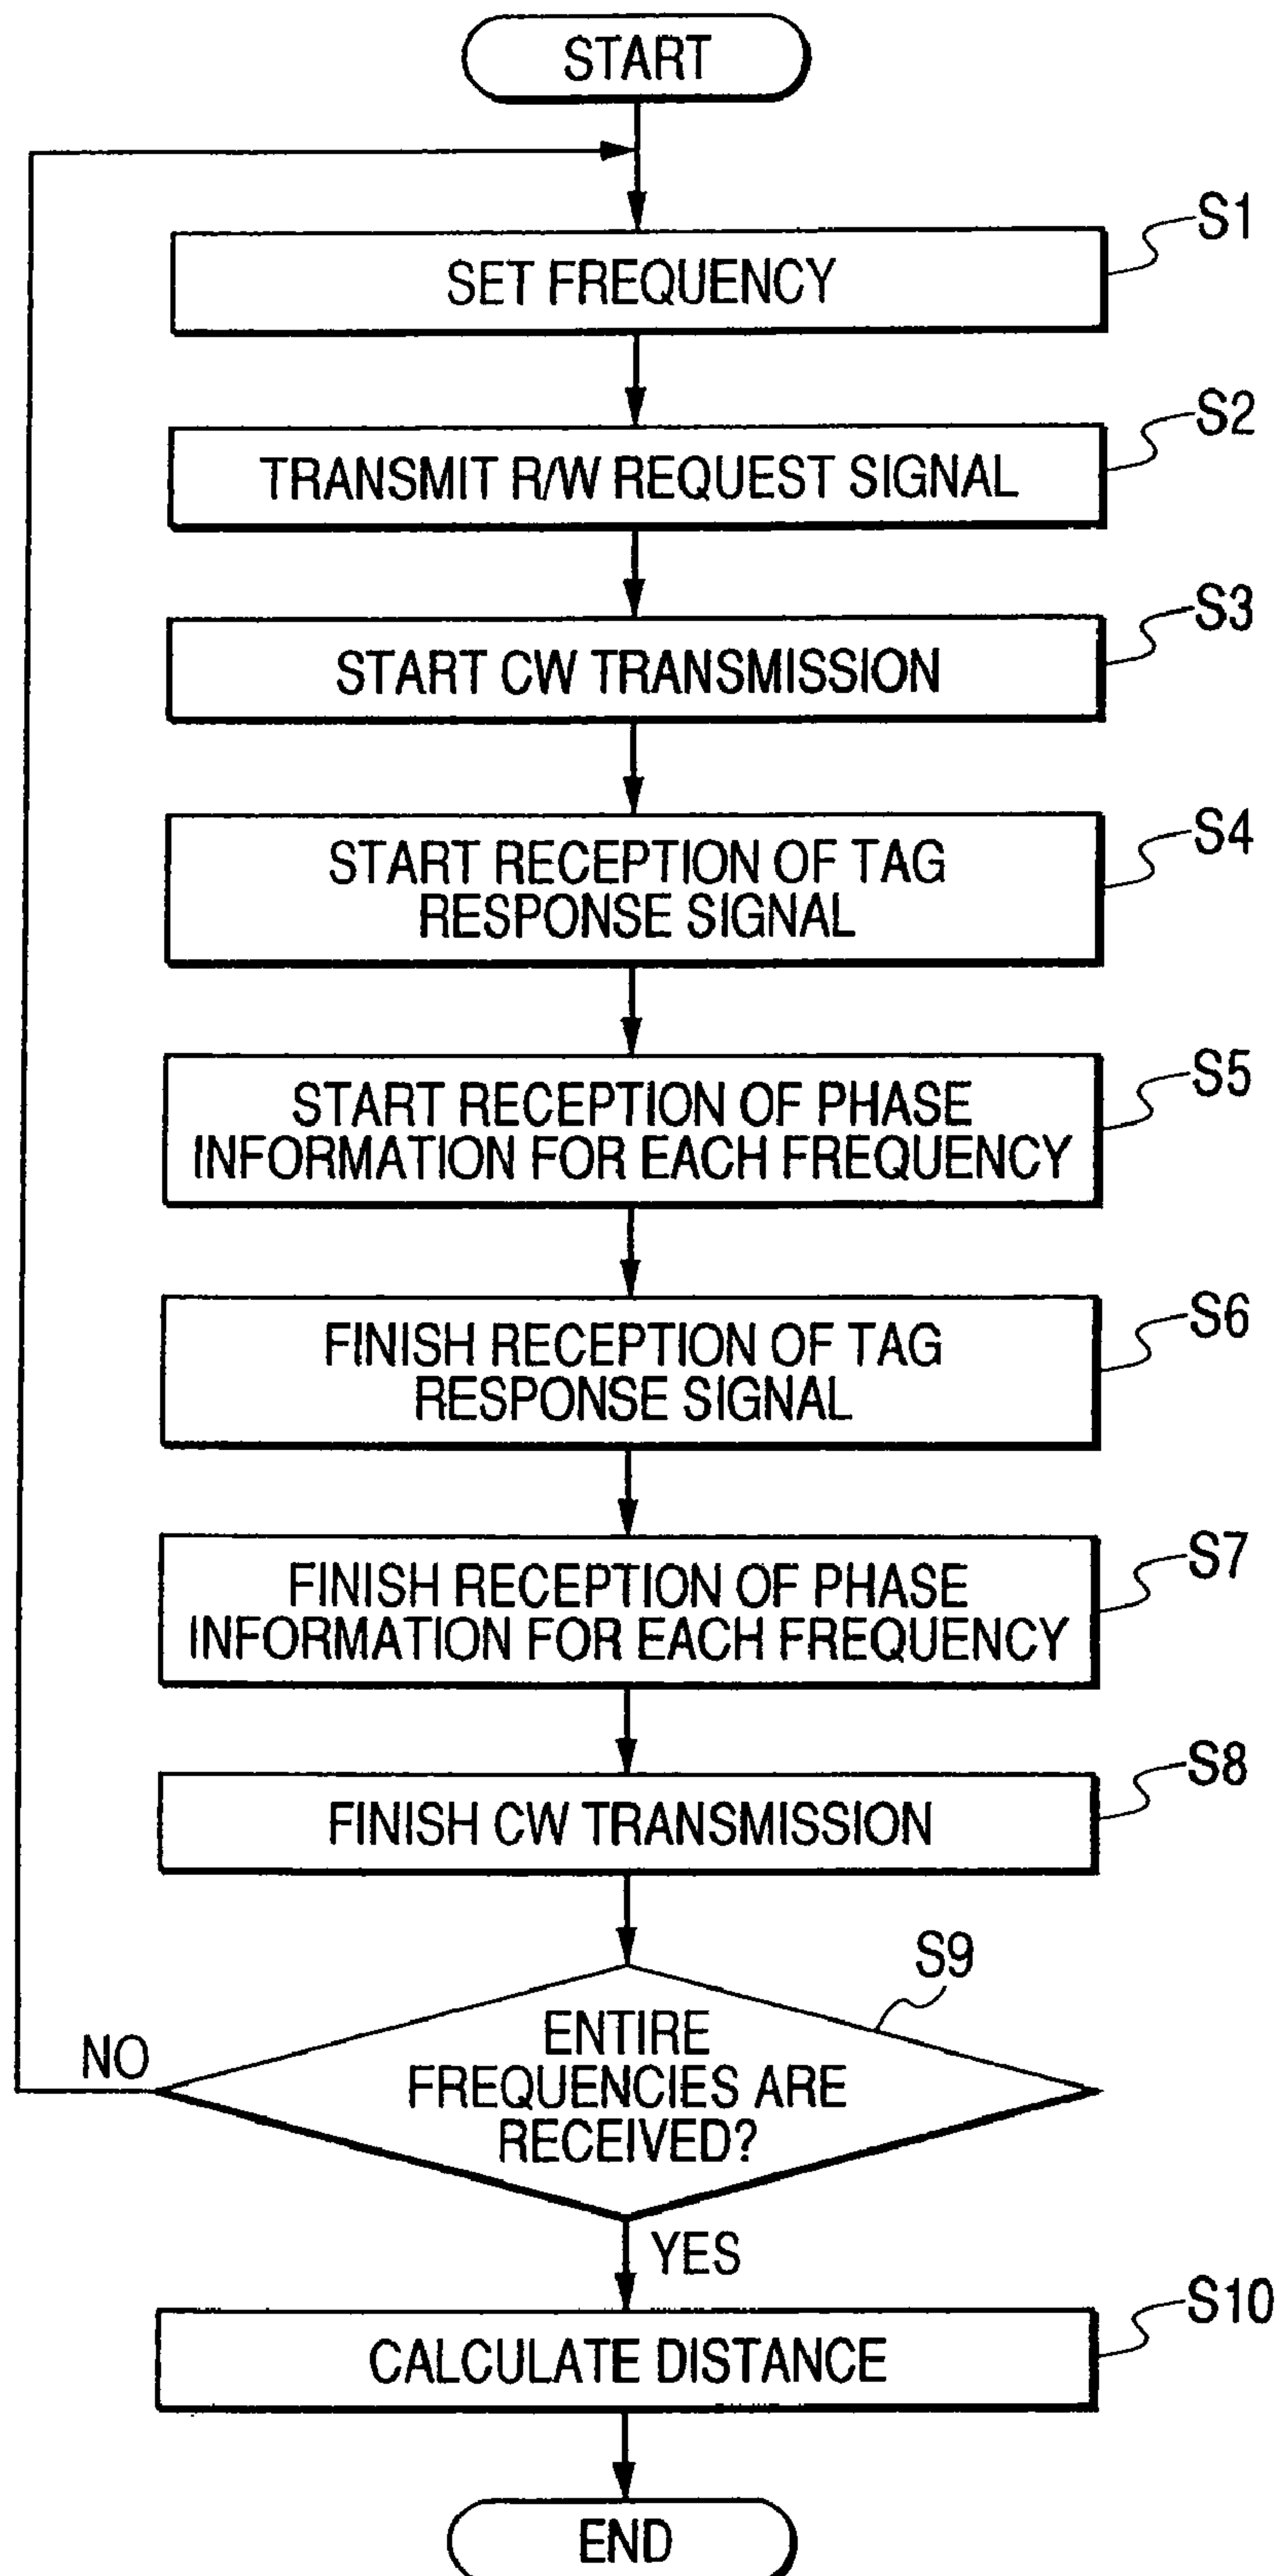 START
S1
SET FREQUENCY
S2
TRANSMIT R/W REQUEST SIGNAL
S3
START CW TRANSMISSION
S4
START RECEPTION OF TAG
RESPONSE SIGNAL
S5
START RECEPTION OF PHASE
INFORMATION FOR EACH FREQUENCY
S6
FINISH RECEPTION OF TAG
RESPONSE SIGNAL
S7
FINISH RECEPTION OF PHASE
INFORMATION FOR EACH FREQUENCY
S8
FINISH CW TRANSMISSION
S9
ENTIRE
FREQUENCIES ARE
RECEIVED?
NO
YES
S10
CALCULATE DISTANCE
END